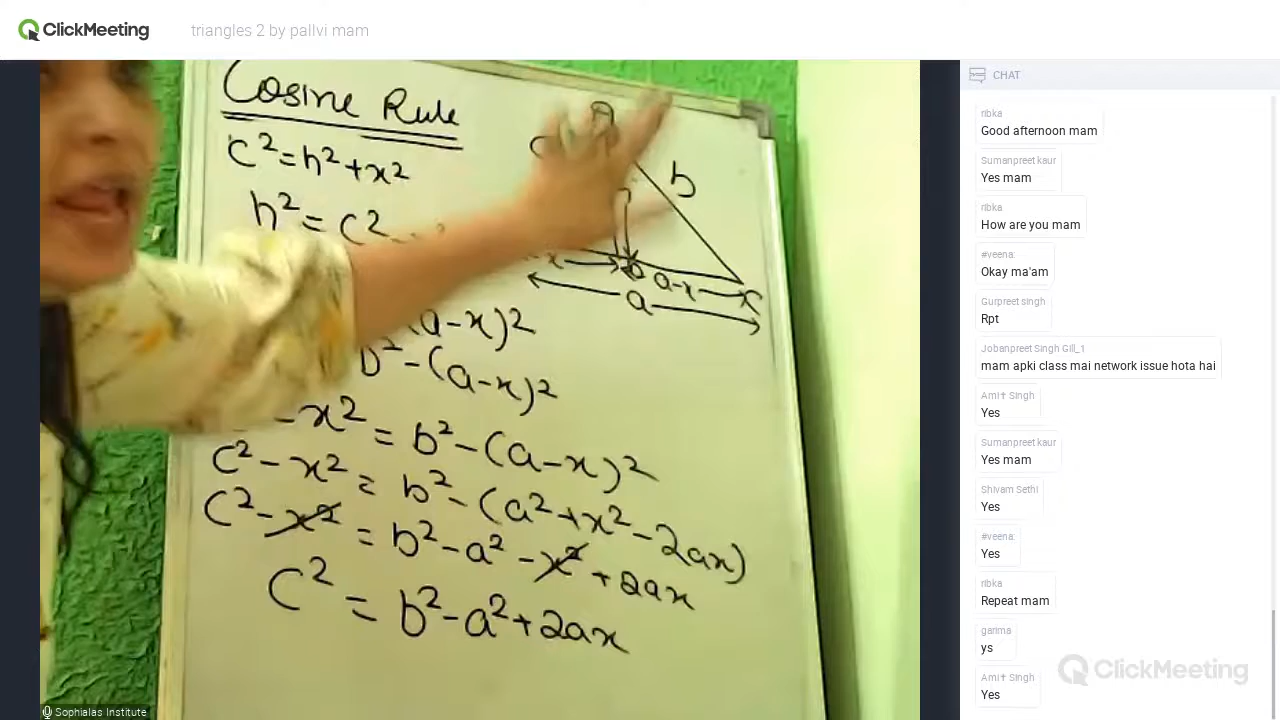 ClickMeeting
triangles 2 by pallvi mam
Cosine Rule
c² = h² + x²
h² = c² -
(a-x)²
b² - (a-x)²
- x² = b² - (a-x)²
c² - x² = b² - (a² + x² - 2ax)
c² - x² = b² - a² - x² + 2ax
c² = b² - a² + 2ax
b
x
D
a-x
C
a
Sophialas Institute
CHAT
ribka
Good afternoon mam
Sumanpreet kaur
Yes mam
ribka
How are you mam
#veena:
Okay ma'am
Gurpreet singh
Rpt
Jobanpreet Singh Gill_1
mam apki class mai network issue hota hai
Ami✝ Singh
Yes
Sumanpreet kaur
Yes mam
Shivam Sethi
Yes
#veena:
Yes
ribka
Repeat mam
garima
ys
Ami✝ Singh
Yes
ClickMeeting